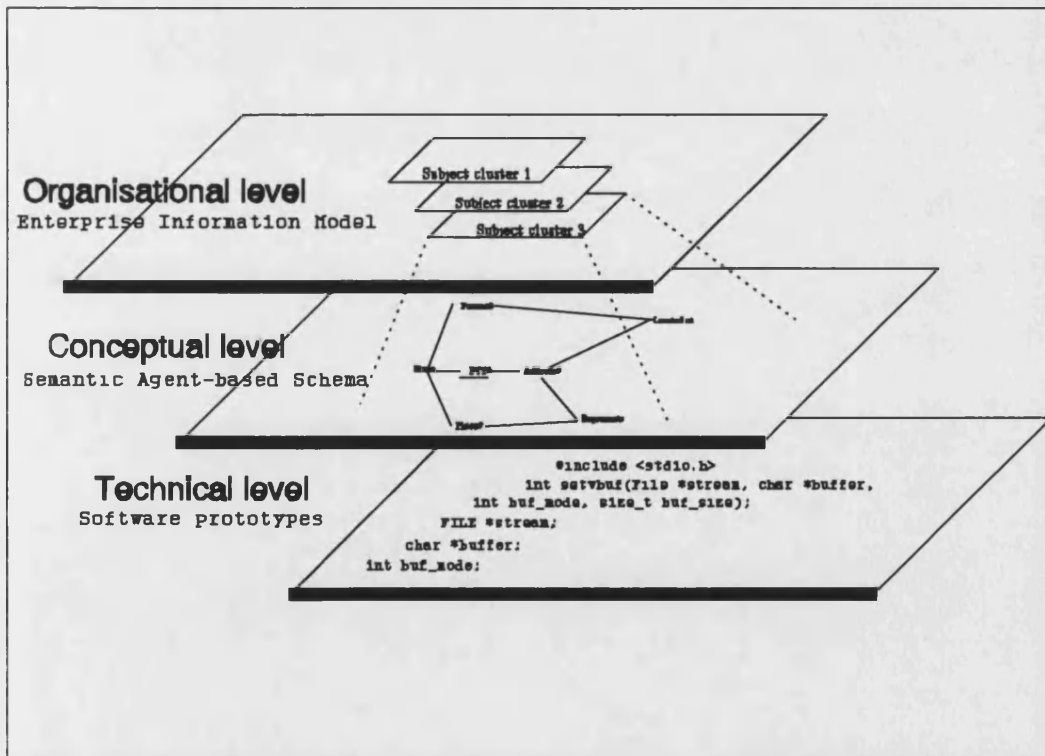 Subject cluster 1
Organisational level
Subject cluster 2
Enterprise Information Model
Subject cluster 3
Located at
Conceptual level
Semantic Agent-based Schema
Technical level
#include <stdio.h>
int setvbuf(File *stream, char *buffer,
Software prototypes
int buf_mode, size_t buf_size);
FILE *stream;
char *buffer;
int buf_mode;